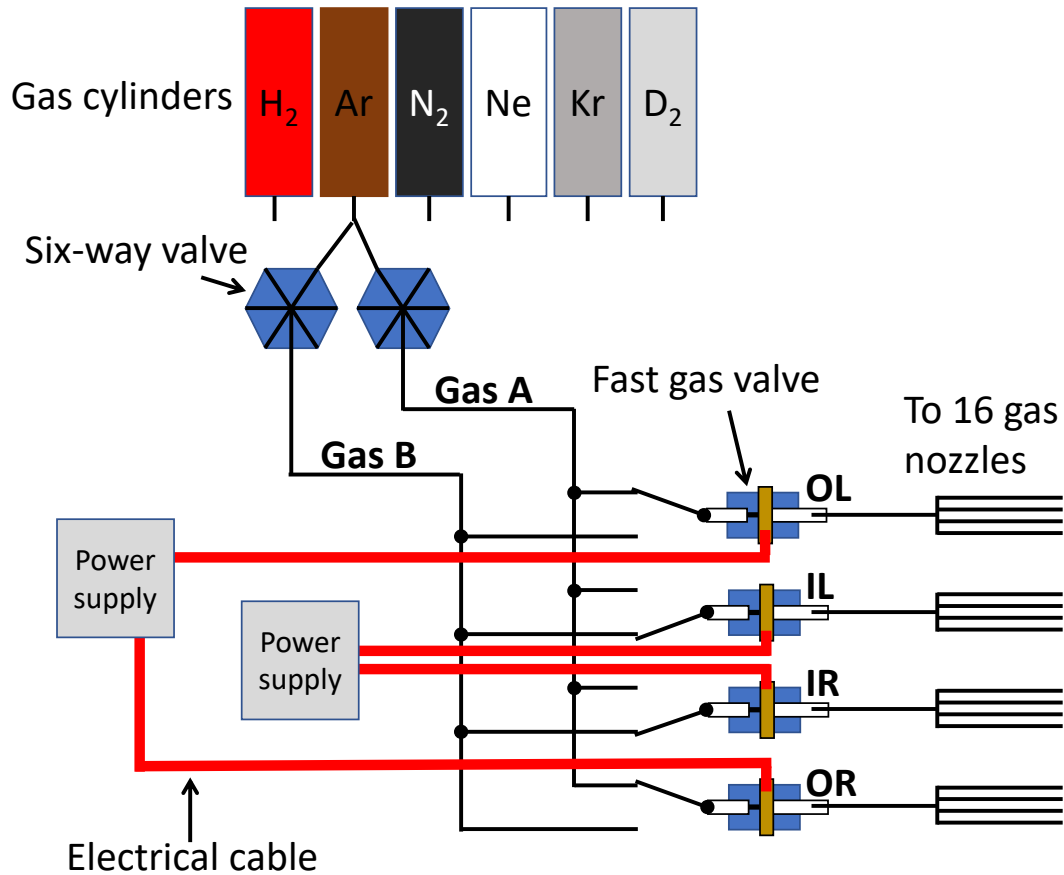 Gas cylinders
H₂
Ar
N₂
Ne
Kr
D₂
Six-way valve
Gas A
Gas B
Fast gas valve
To 16 gas
nozzles
OL
IL
IR
OR
Power
supply
Power
supply
Electrical cable